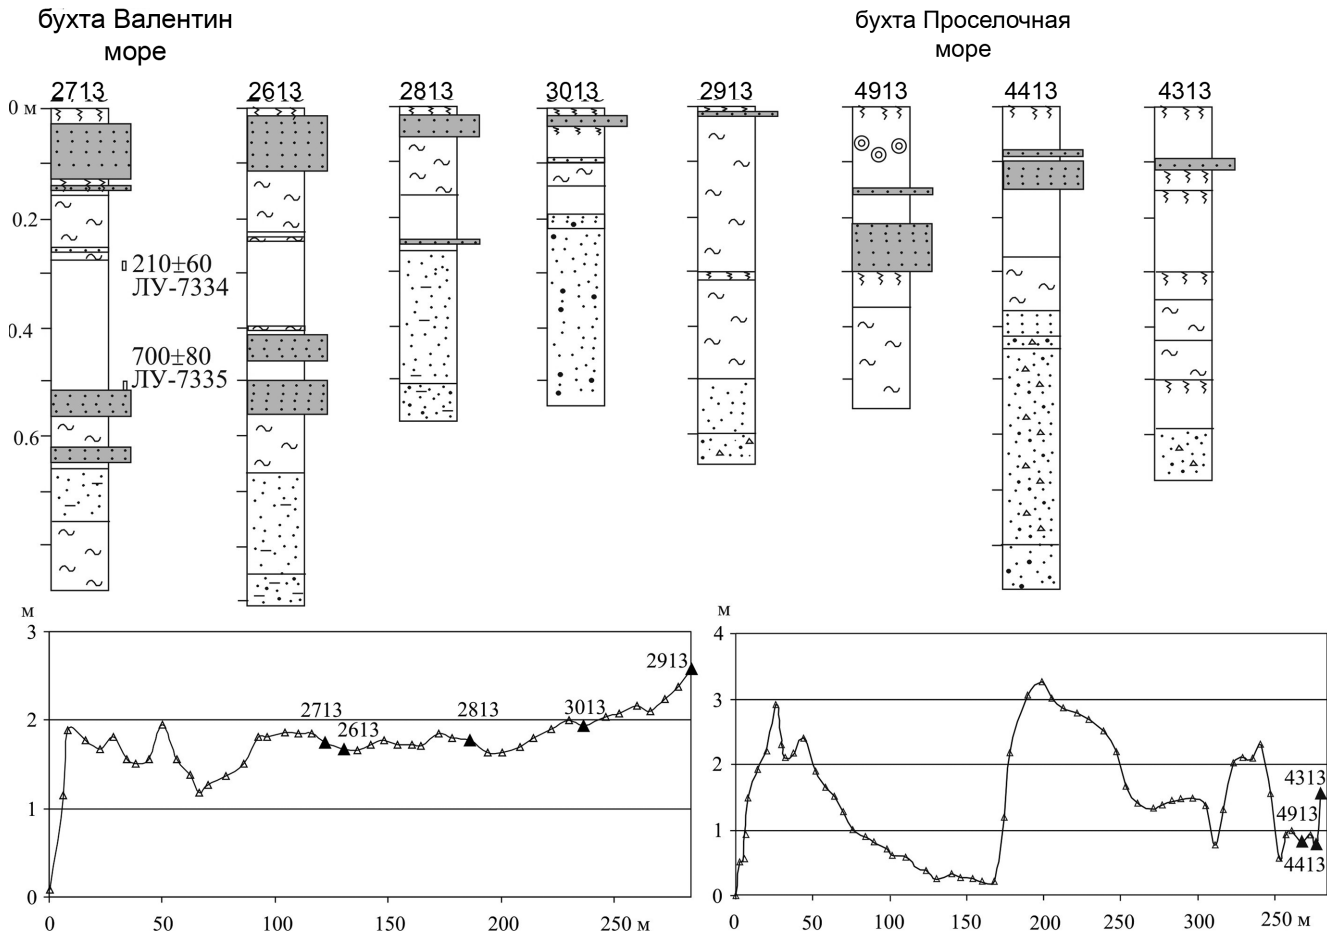 бухта Валентин
море
бухта Проселочная
море
2713 2613 2813 3013 2913 4913 4413 4313
0 м
0.2
0.4
0.6
210±60
ЛУ-7334
700±80
ЛУ-7335
м
3
2
1
0
2713
2613
2813
3013
2913
0 50 100 150 200 250 м
м
4
3
2
1
0
4313
4913
4413
0 50 100 150 200 250 300 250 м